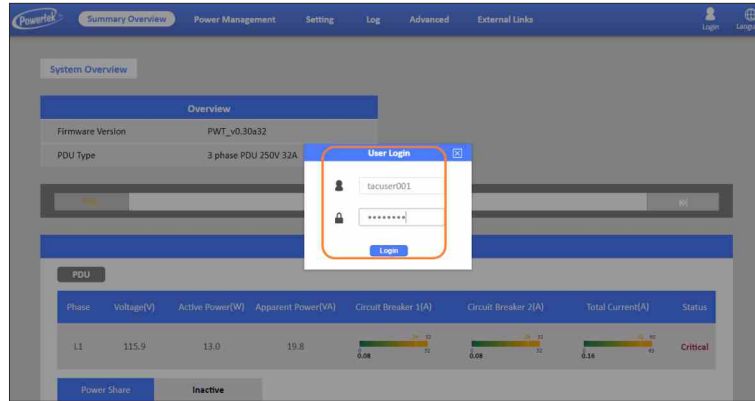 Powertek
Summary Overview Power Management Setting Log Advanced External Links Login
System Overview
Overview
Firmware Version PWT_v0.30a32
PDU Type 3 phase PDU 250V 32A
User Login
tacuser001
••••••••
Login
PDU
Phase Voltage(V) Active Power(W) Apparent Power(VA) Circuit Breaker 1(A) Circuit Breaker 2(A) Total Current(A) Status
L1 115.9 13.0 19.8 0.08 32 0.08 32 0.16 63 Critical
Power Share Inactive